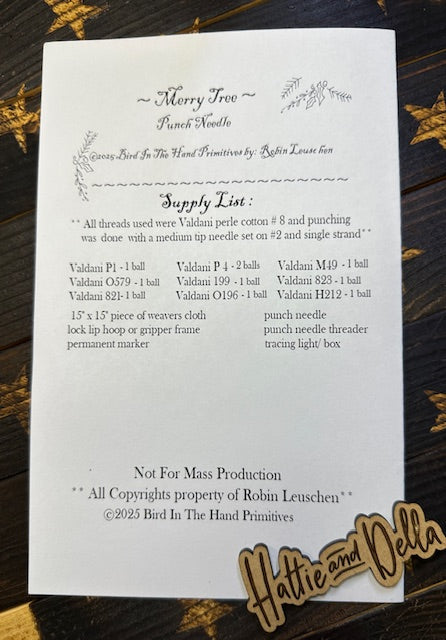 ~ Merry Tree ~
Punch Needle
©2025 Bird In The Hand Primitives by: Robin Leuschen
~~~~~~~~~~~~~~~~~~~~~~~~~~~~
Supply List :
** All threads used were Valdani perle cotton # 8 and punching
was done with a medium tip needle set on #2 and single strand**
Valdani P1 - 1 ball Valdani P 4 - 2 balls Valdani M49 - 1 ball
Valdani O579 - 1 ball Valdani 199 - 1 ball Valdani 823 - 1 ball
Valdani 821- 1 ball Valdani O196 - 1 ball Valdani H212 - 1 ball
15" x 15" piece of weavers cloth punch needle
lock lip hoop or gripper frame punch needle threader
permanent marker tracing light/ box
Not For Mass Production
** All Copyrights property of Robin Leuschen**
©2025 Bird In The Hand Primitives
Hattie and Della